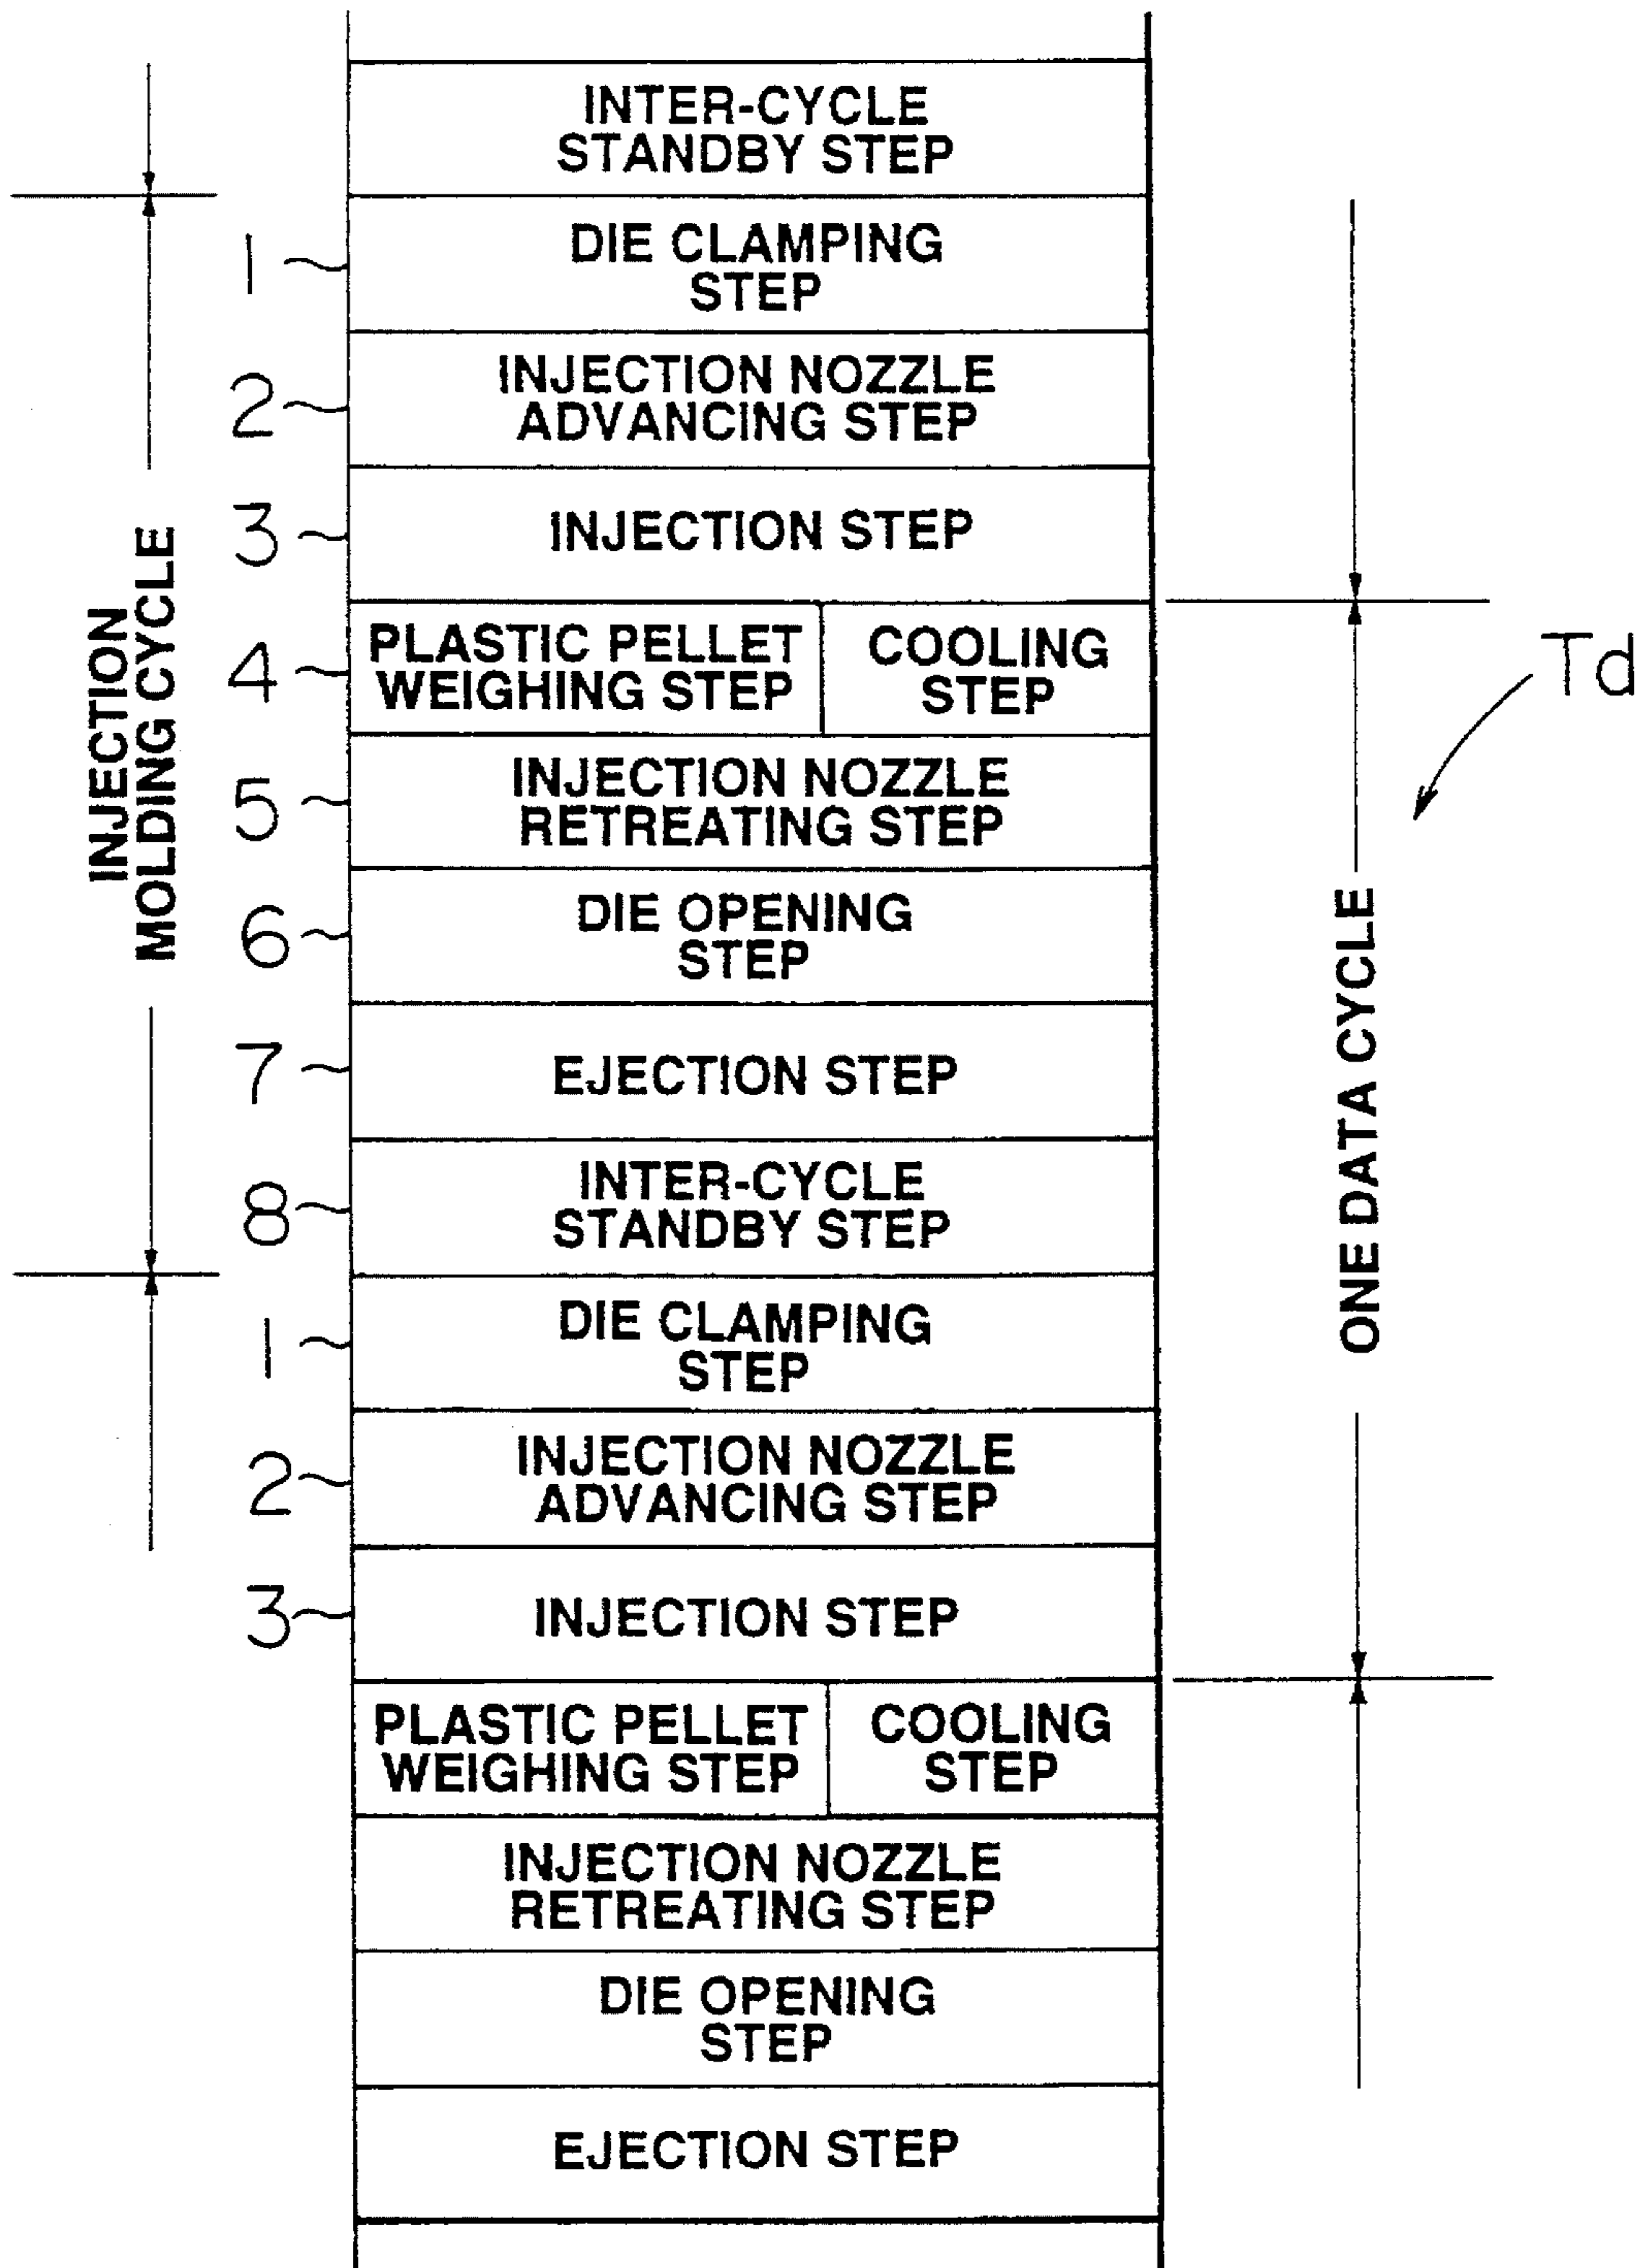 INTER-CYCLE
STANDBY STEP
1
DIE CLAMPING
STEP
2
INJECTION NOZZLE
ADVANCING STEP
3
INJECTION STEP
4
PLASTIC PELLET
WEIGHING STEP
COOLING
STEP
5
INJECTION NOZZLE
RETREATING STEP
6
DIE OPENING
STEP
7
EJECTION STEP
8
INTER-CYCLE
STANDBY STEP
1
DIE CLAMPING
STEP
2
INJECTION NOZZLE
ADVANCING STEP
3
INJECTION STEP
PLASTIC PELLET
WEIGHING STEP
COOLING
STEP
INJECTION NOZZLE
RETREATING STEP
DIE OPENING
STEP
EJECTION STEP
INJECTION
MOLDING CYCLE
Td
ONE DATA CYCLE